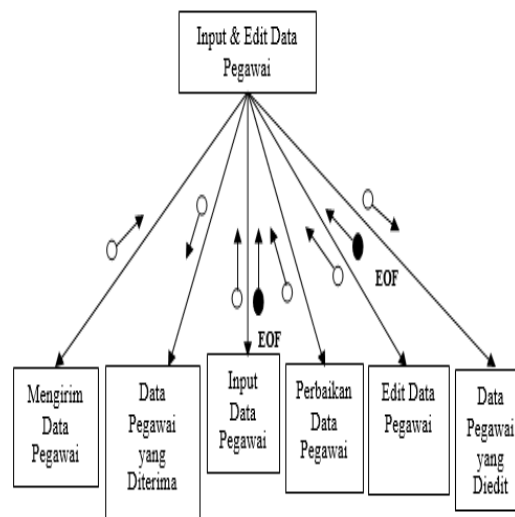 Input & Edit Data
Pegawai
EOF
EOF
Mengirim
Data
Pegawai
Data
Pegawai
yang
Diterima
Input
Data
Pegawai
Perbaikan
Data
Pegawai
Edit Data
Pegawai
Data
Pegawai
yang
Diedit